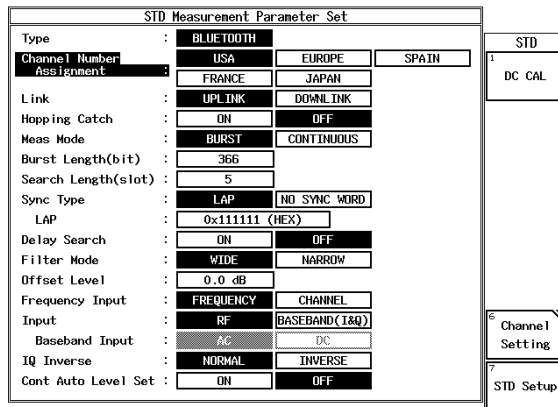 STD Measurement Parameter Set
Type : BLUETOOTH
Channel Number Assignment : USA EUROPE SPAIN
FRANCE JAPAN
Link : UPLINK DOWNLINK
Hopping Catch : ON OFF
Meas Mode : BURST CONTINUOUS
Burst Length(bit) : 366
Search Length(slot) : 5
Sync Type : LAP NO SYNC WORD
LAP : 0x111111 (HEX)
Delay Search : ON OFF
Filter Mode : WIDE NARROW
Offset Level : 0.0 dB
Frequency Input : FREQUENCY CHANNEL
Input : RF BASEBAND(I&Q)
Baseband Input : AC DC
IQ Inverse : NORMAL INVERSE
Cont Auto Level Set : ON OFF
STD
1
DC CAL
6
Channel
Setting
7
STD Setup